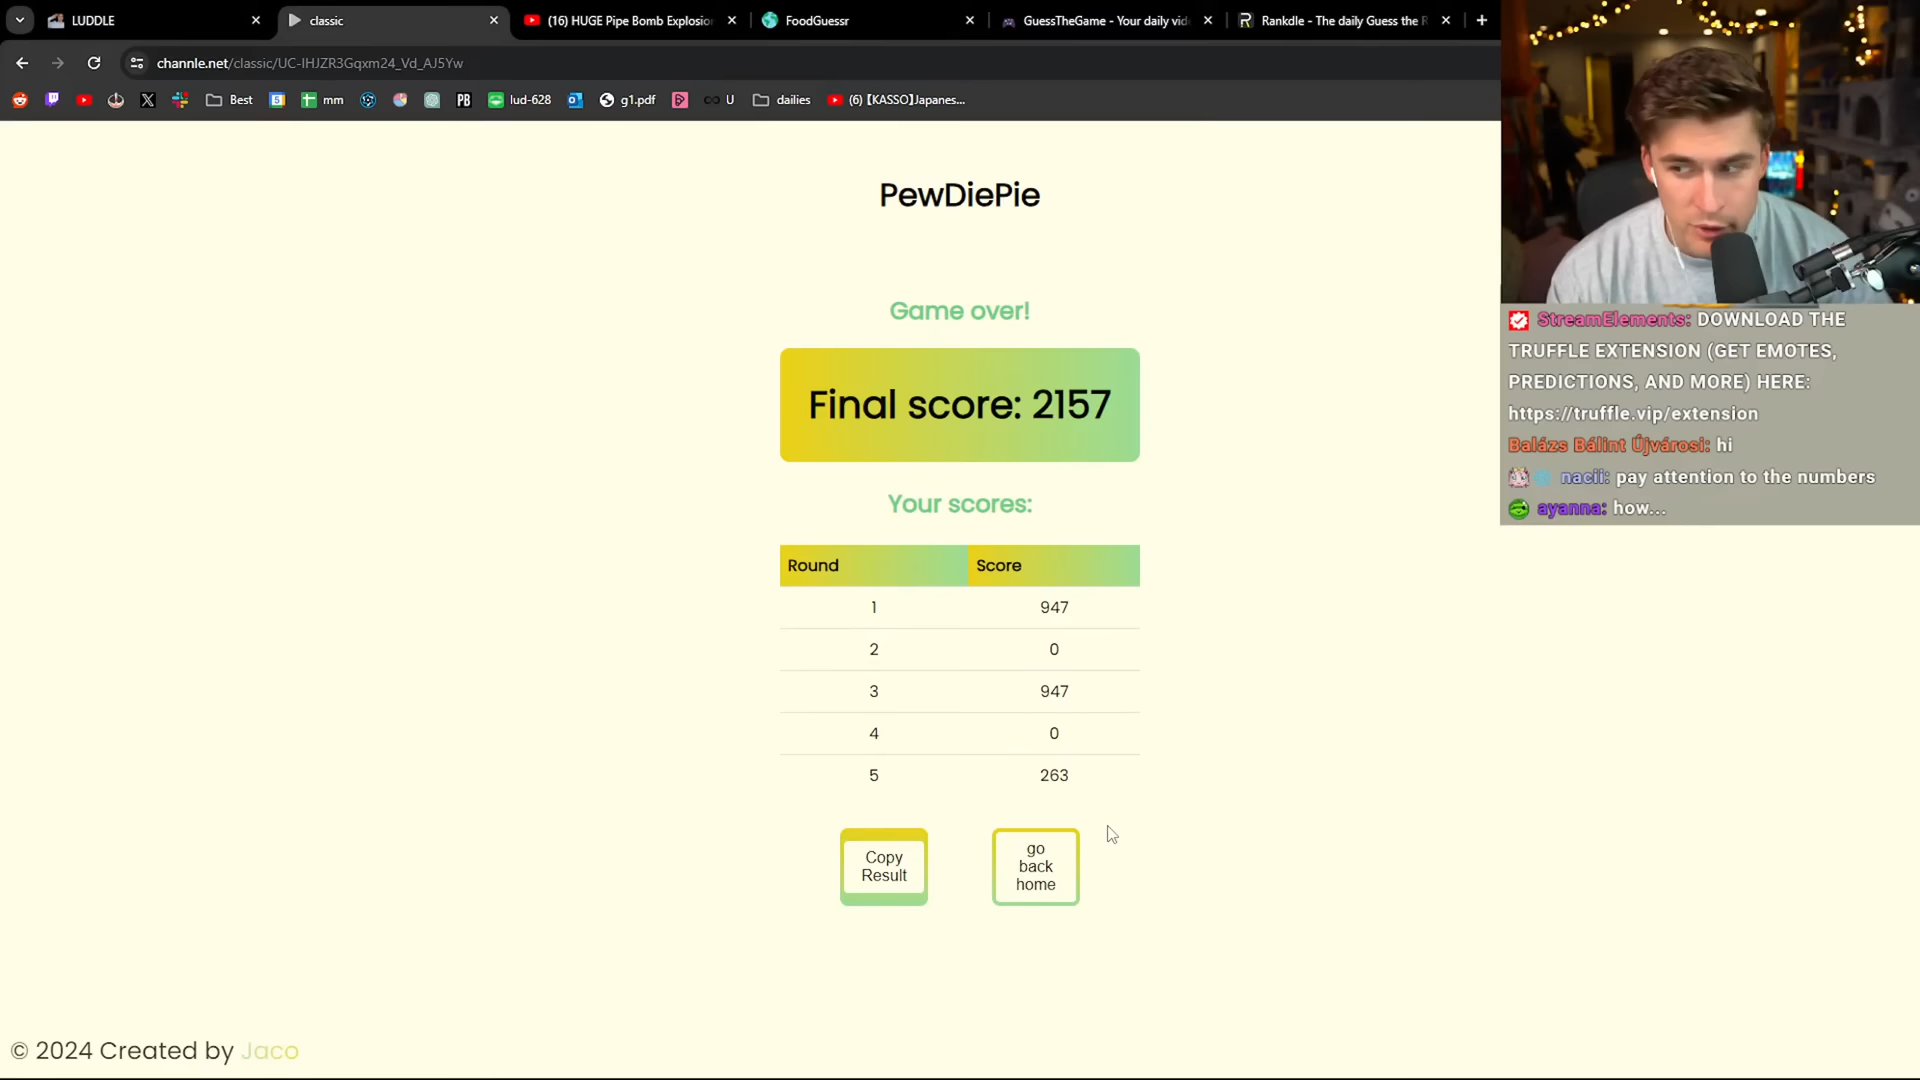 LUDDLE
classic
(16) HUGE Pipe Bomb Explosion
FoodGuessr
GuessTheGame - Your daily vid
Rankdle - The daily Guess the R
channle.net/classic/UC-lHJZR3Gqxm24_Vd_AJ5Yw
Best
mm
PB
lud-628
g1.pdf
U
dailies
(6) 【KASSO】Japanes...
PewDiePie
Game over!
Final score: 2157
Your scores:
Round Score
1 947
2 0
3 947
4 0
5 263
Copy
Result
go
back
home
© 2024 Created by Jaco
StreamElements: DOWNLOAD THE
TRUFFLE EXTENSION (GET EMOTES,
PREDICTIONS, AND MORE) HERE:
https://truffle.vip/extension
Balázs Bálint Újvárosi: hi
nacii: pay attention to the numbers
ayanna: how...